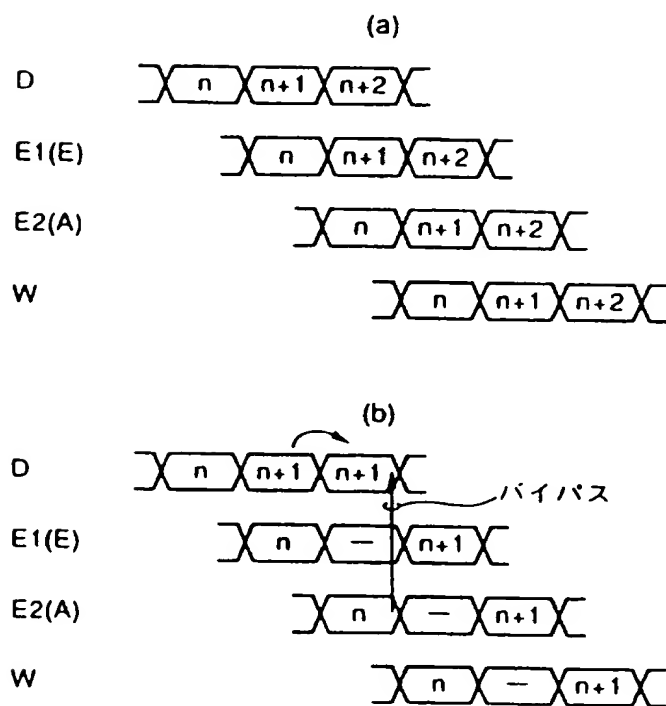 (a)
D n n+1 n+2
E1(E) n n+1 n+2
E2(A) n n+1 n+2
W n n+1 n+2
(b)
D n n+1 n+1
バイパス
E1(E) n — n+1
E2(A) n — n+1
W n — n+1